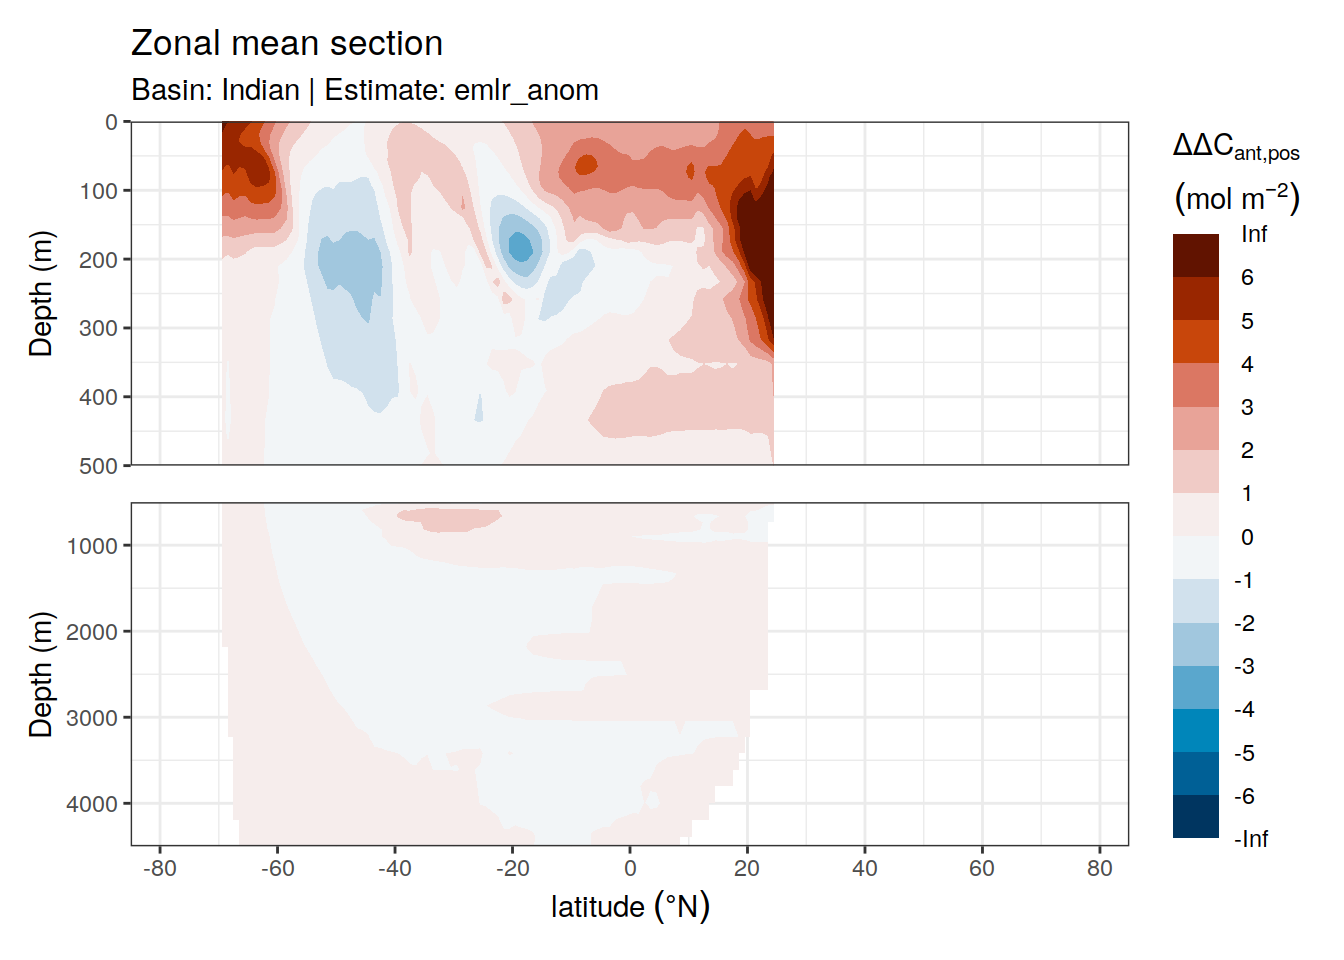 Zonal mean section
Basin: Indian | Estimate: emlr_anom
0
100
200
300
400
500
Depth (m)
1000
2000
3000
4000
Depth (m)
-80 -60 -40 -20 0 20 40 60 80
latitude (°N)
ΔΔCant,pos
(mol m−2)
Inf
6
5
4
3
2
1
0
-1
-2
-3
-4
-5
-6
-Inf